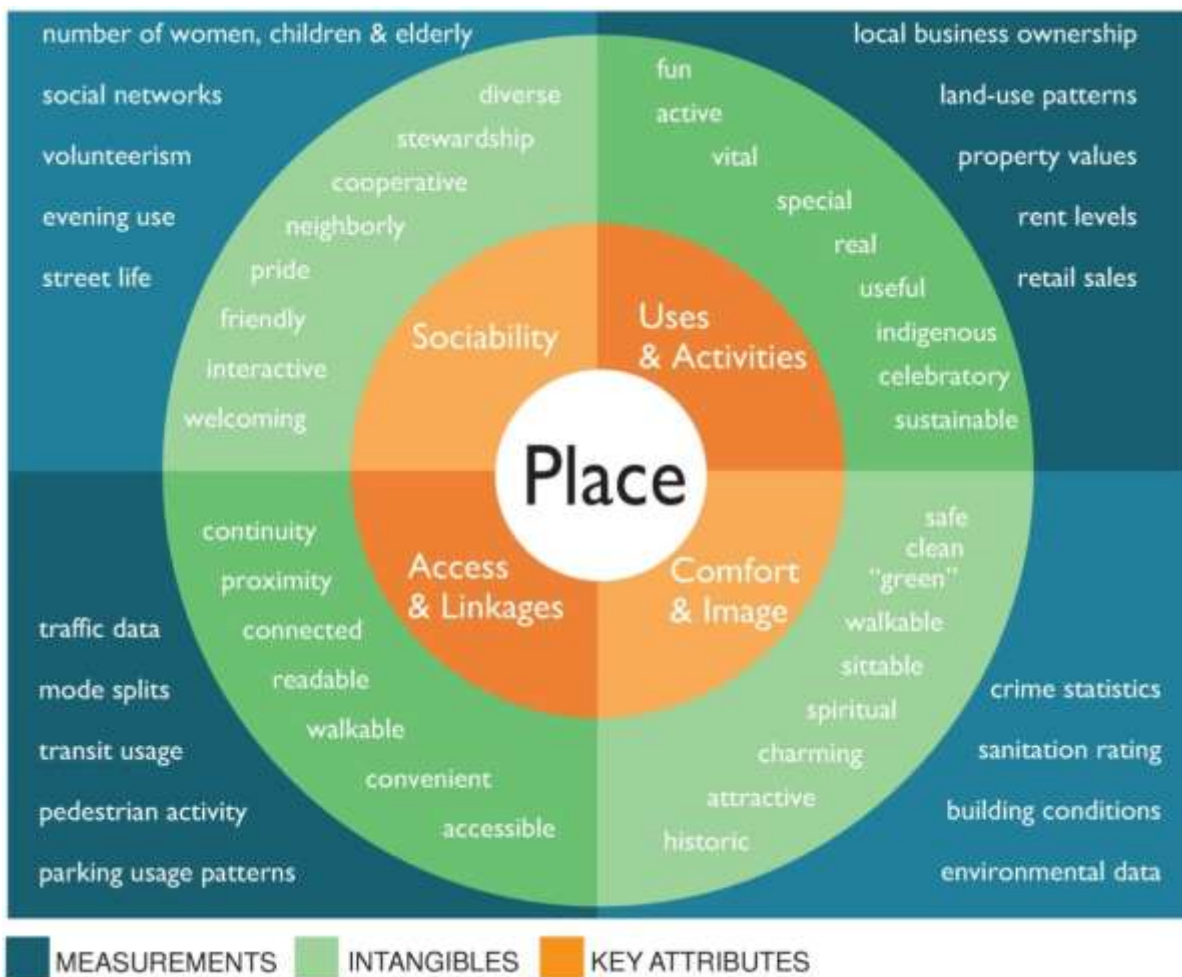 number of women, children & elderly
social networks
volunteerism
evening use
street life
diverse
stewardship
cooperative
neighborly
pride
friendly
interactive
welcoming
fun
active
vital
special
real
useful
indigenous
celebratory
sustainable
local business ownership
land-use patterns
property values
rent levels
retail sales
Sociability
Uses
& Activities
Place
Access
& Linkages
Comfort
& Image
continuity
proximity
connected
readable
walkable
convenient
accessible
traffic data
mode splits
transit usage
pedestrian activity
parking usage patterns
safe
clean
"green"
walkable
sittable
spiritual
charming
attractive
historic
crime statistics
sanitation rating
building conditions
environmental data
MEASUREMENTS
INTANGIBLES
KEY ATTRIBUTES